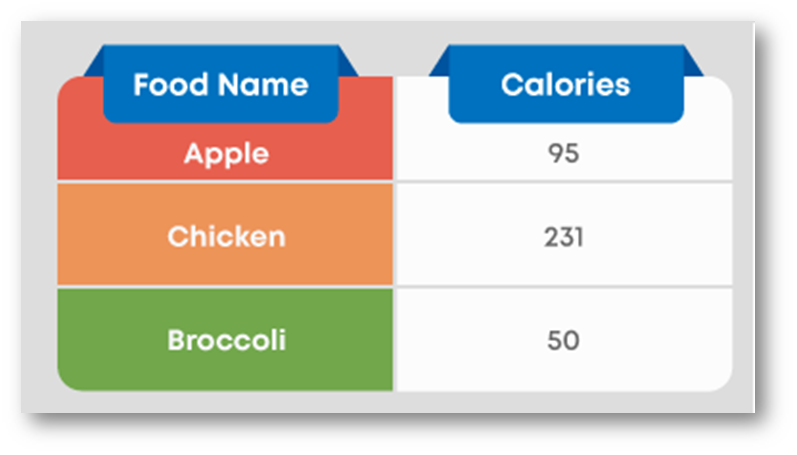 Food Name Calories
Apple 95
Chicken 231
Broccoli 50